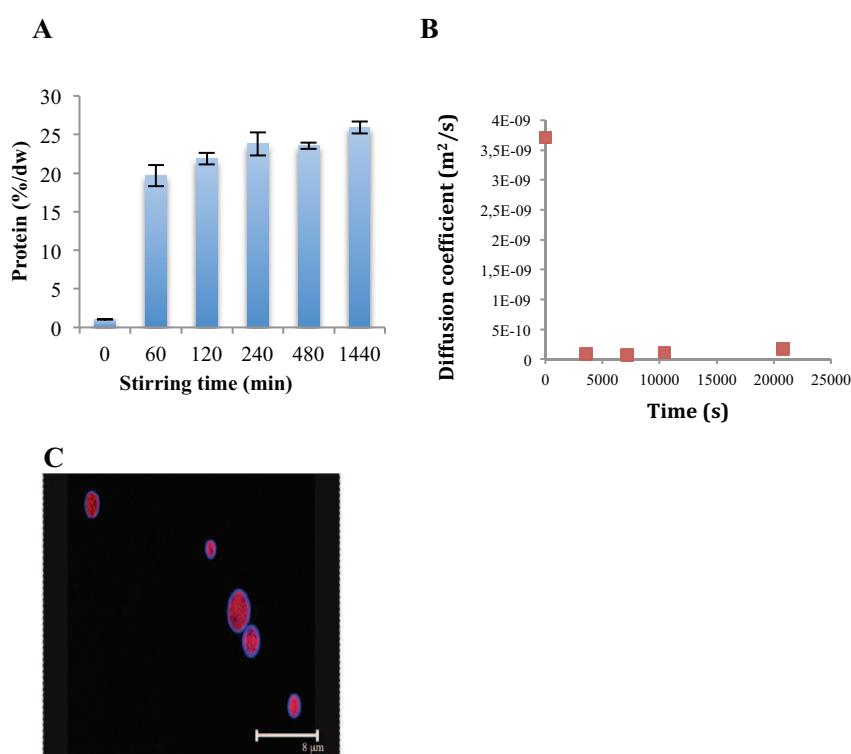 A
B
30
25
20
15
10
5
0
Protein (%/dw)
0 60 120 240 480 1440
Stirring time (min)
4E-09
3,5E-09
3E-09
2,5E-09
2E-09
1,5E-09
1E-09
5E-10
0
Diffusion coefficient (m²/s)
0 5000 10000 15000 20000 25000
Time (s)
C
8 µm